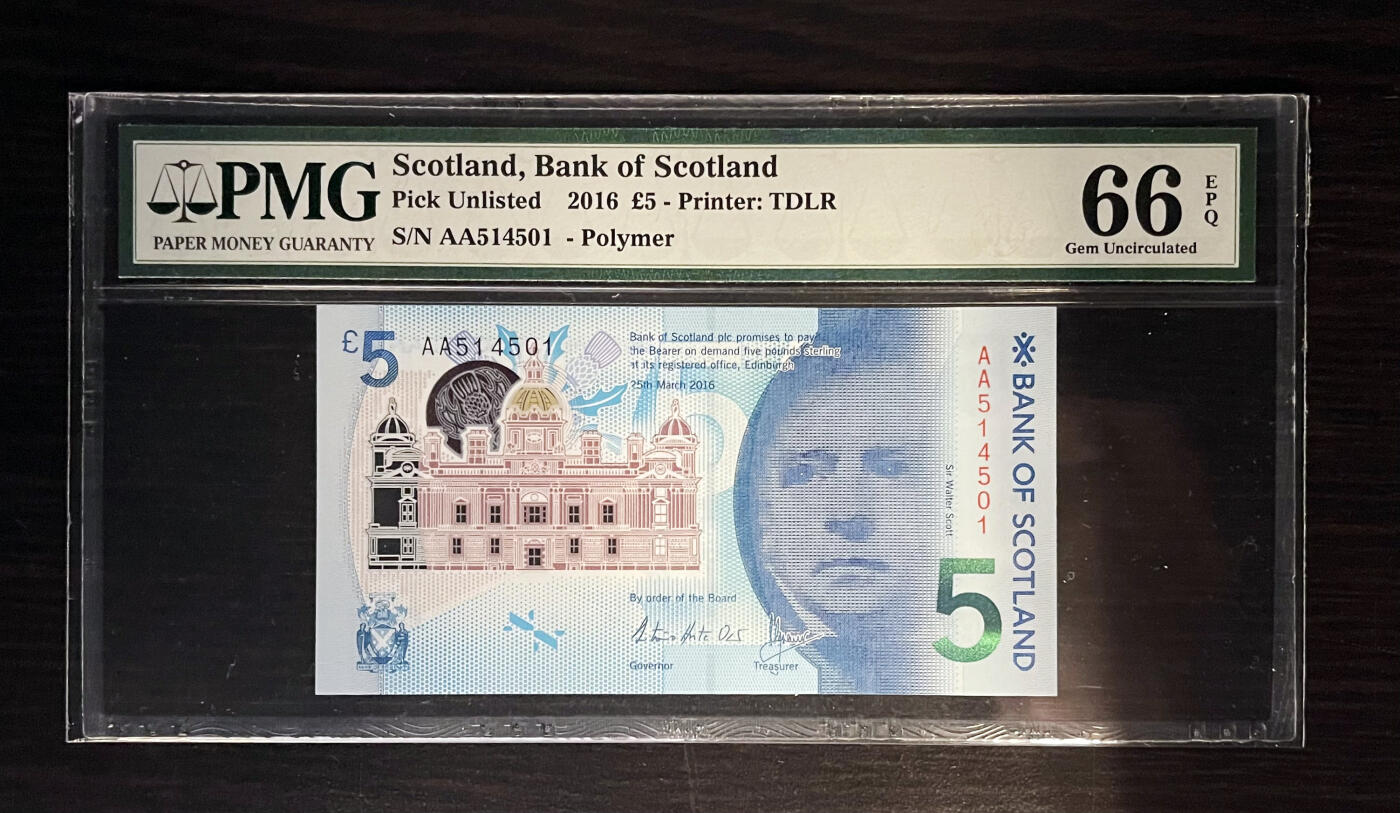 PMG
PAPER MONEY GUARANTY
Scotland, Bank of Scotland
Pick Unlisted 2016 £5 - Printer: TDLR
S/N AA514501 - Polymer
66
EPQ
Gem Uncirculated
£5
AA514501
Bank of Scotland plc promises to pay
the Bearer on demand five pounds sterling
at its registered office, Edinburgh
25th March 2016
By order of the Board
Governor
Treasurer
Sir Walter Scott
AA514501
BANK OF SCOTLAND
5